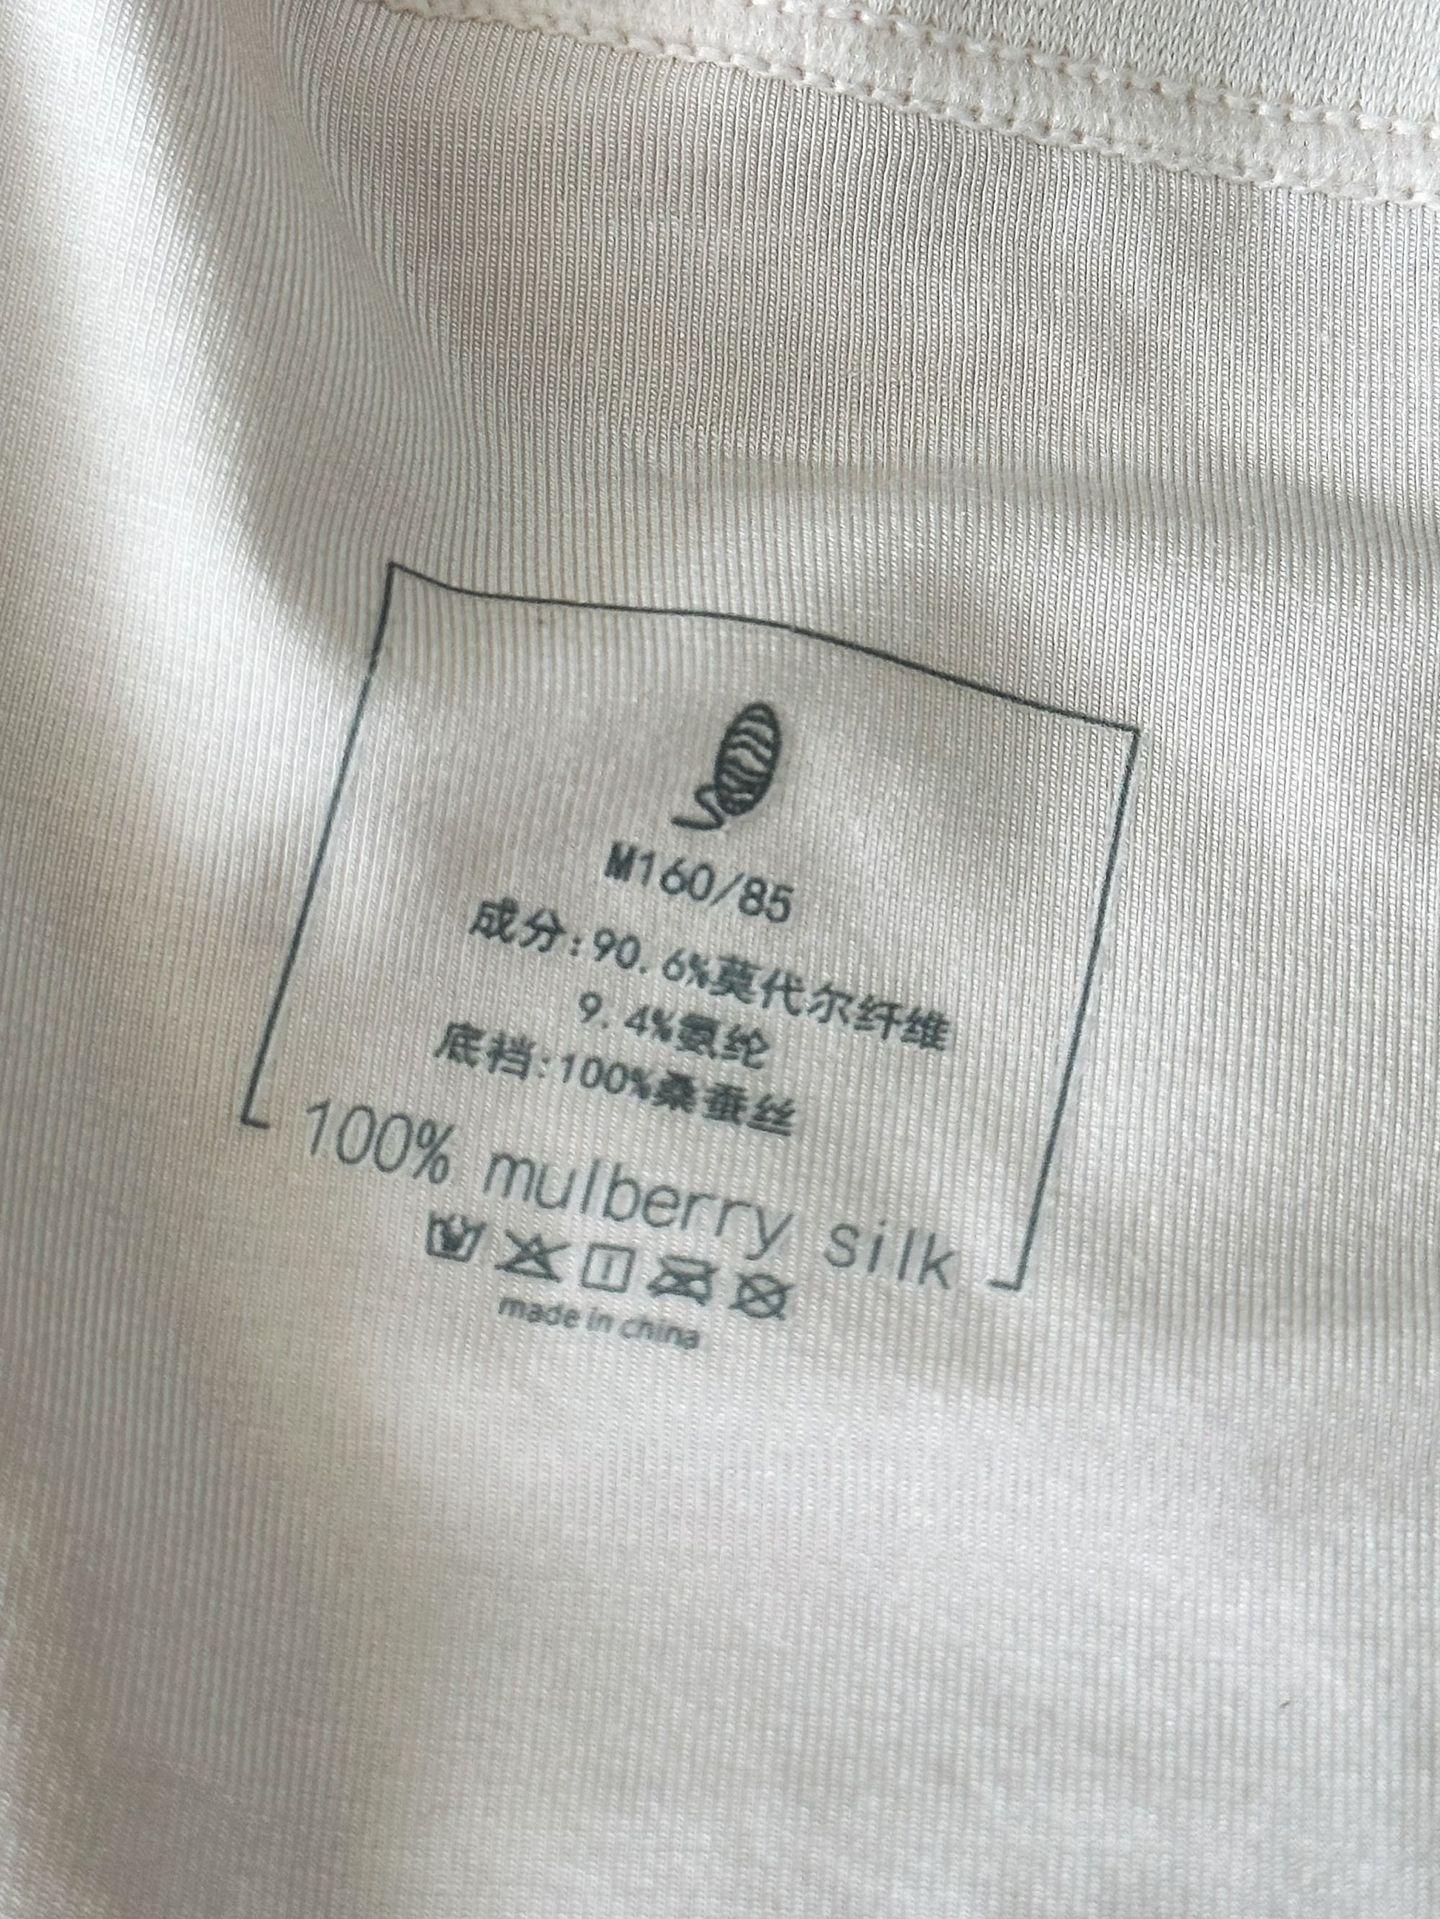 M160/85
成分:90.6%莫代尔纤维
9.4%氨纶
底裆:100%桑蚕丝
100% mulberry silk
made in china